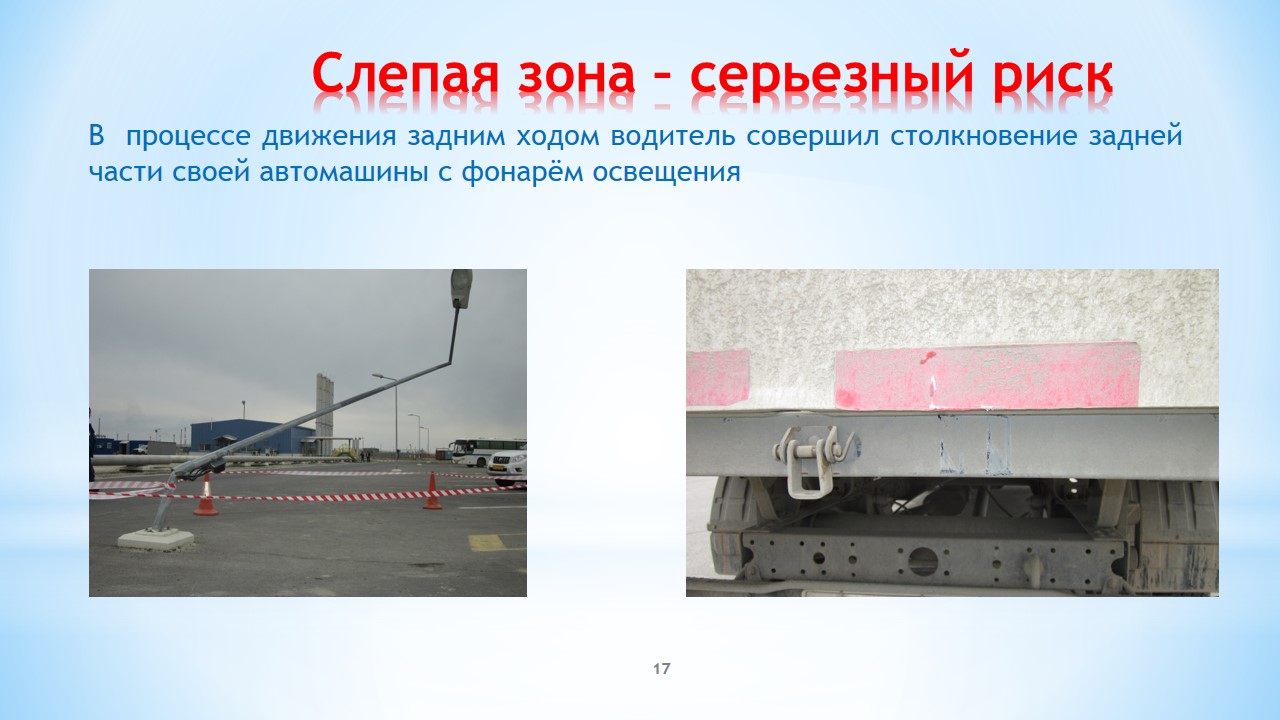 Слепая зона – серьезный риск
В процессе движения задним ходом водитель совершил столкновение задней
части своей автомашины с фонарём освещения
17